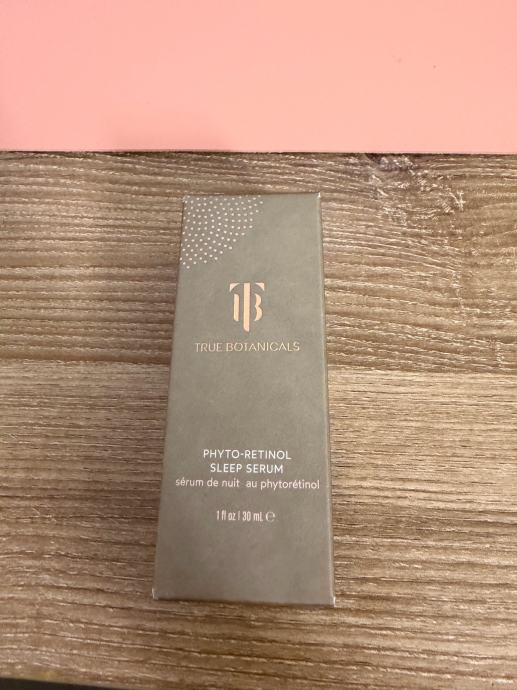 TB
TRUE BOTANICALS
PHYTO-RETINOL
SLEEP SERUM
sérum de nuit au phytorétinol
1 fl oz | 30 mL ℮